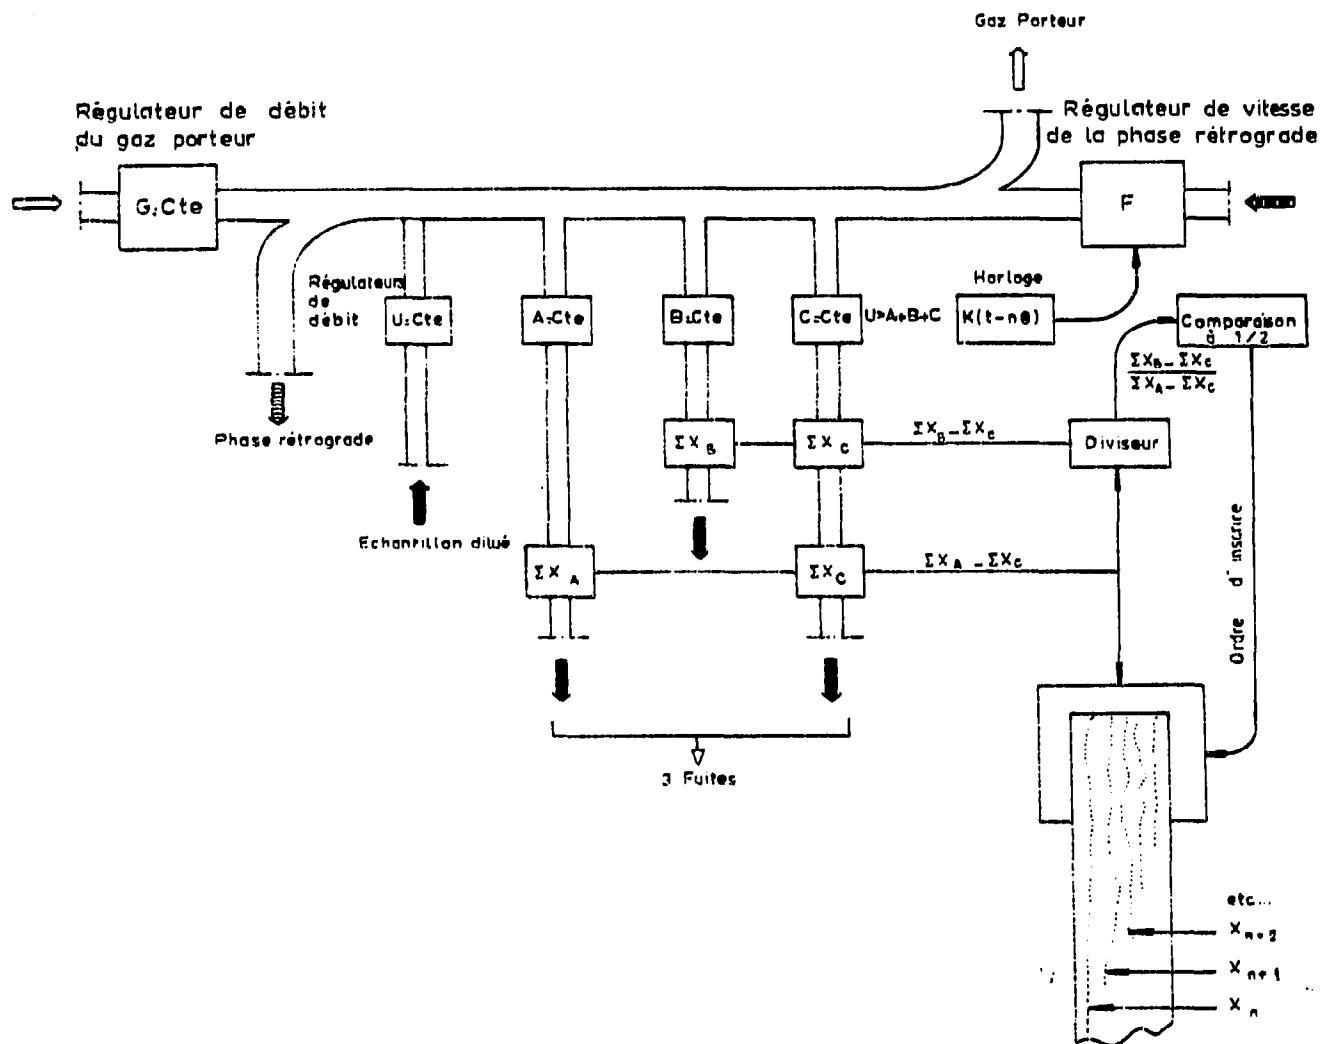 Gaz Porteur
Régulateur de débit
du gaz porteur
Régulateur de vitesse
de la phase rétrograde
G:Cte
F
Régulateurs
de
débit
U:Cte
A:Cte
B:Cte
C:Cte
U>A+B+C
Horloge
K(t-nθ)
Comparaison
à 1/2
ΣX_B - ΣX_C
ΣX_A - ΣX_C
Phase rétrograde
ΣX_B
ΣX_C
ΣX_B - ΣX_C
Diviseur
Echantillon dilué
ΣX_A
ΣX_C
ΣX_A - ΣX_C
Ordre d'inscrire
3 Fuites
etc...
X_n+2
X_n+1
X_n